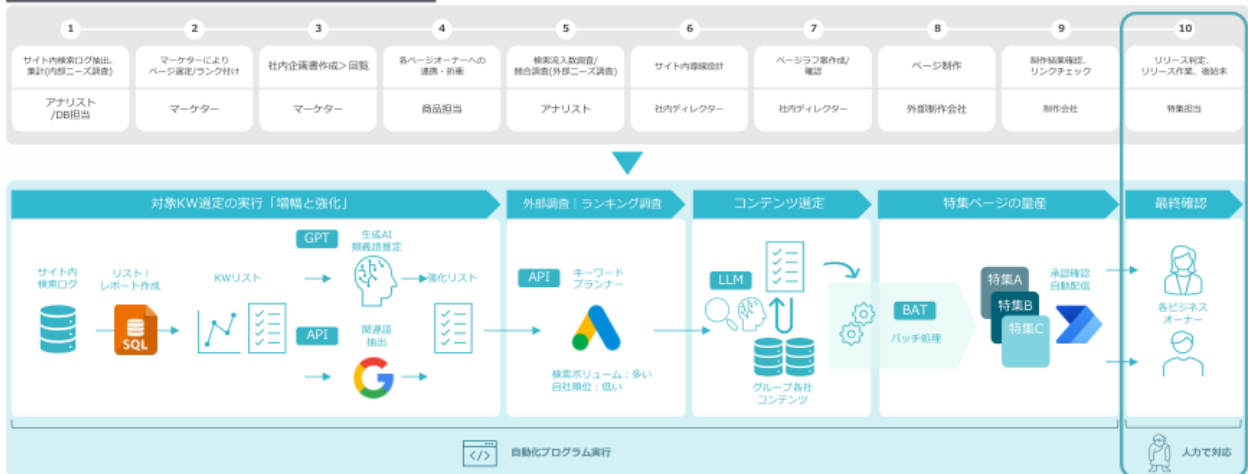 1
2
3
4
5
6
7
8
9
10
サイト内検索ログ抽出、
集計(内部ニーズ調査)
マーケターにより
ページ選定/ランク付け
社内企画書作成>回覧
各ページオーナーへの
連携・折衝
検索流入数調査/
競合調査(外部ニーズ調査)
サイト内導線設計
ページラフ案作成/
確認
ページ制作
制作結果確認、
リンクチェック
リリース判定、
リリース作業、後始末
アナリスト
/DB担当
マーケター
マーケター
商品担当
アナリスト
社内ディレクター
社内ディレクター
外部制作会社
制作会社
特集担当
対象KW選定の実行「増幅と強化」
外部調査|ランキング調査
コンテンツ選定
特集ページの量産
最終確認
サイト内
検索ログ
リスト|
レポート作成
SQL
KWリスト
GPT
生成AI
類義語推定
API
関連語
抽出
強化リスト
API
キーワード
プランナー
検索ボリューム:多い
自社順位:低い
LLM
グループ各社
コンテンツ
BAT
バッチ処理
特集A
特集B
特集C
承認確認
自動配信
各ビジネス
オーナー
</>
自動化プログラム実行
人力で対応